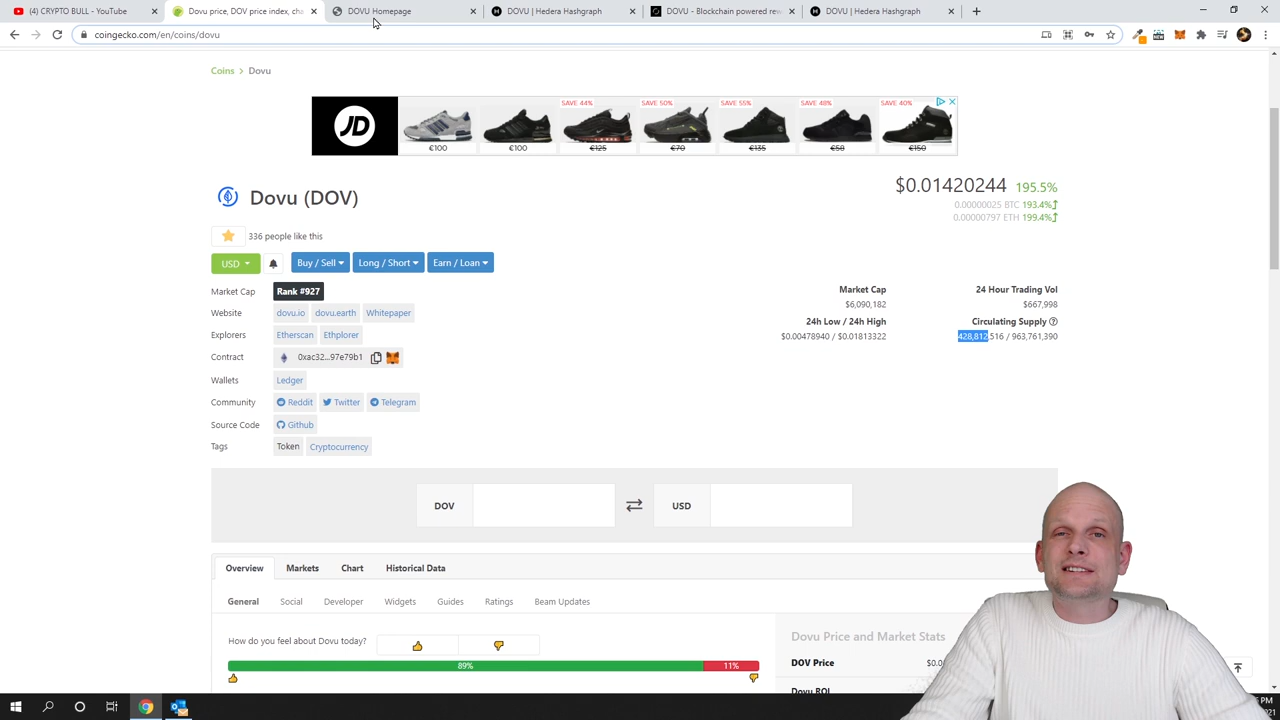 (4) CRYPTO BULL - YouTube
Dovu price, DOV price index, cha
DOVU Homepage
DOVU | Hedera Hashgraph
DOVU - Blockchain powered rew
DOVU | Hedera Hashgraph
coingecko.com/en/coins/dovu
Coins > Dovu
JD
€100
€100
SAVE 44%
€125
SAVE 50%
€70
SAVE 55%
€135
SAVE 48%
€58
SAVE 40%
€150
Dovu (DOV)
$0.01420244 195.5%
0.00000025 BTC 193.4%
0.00000797 ETH 199.4%
336 people like this
USD
Buy / Sell
Long / Short
Earn / Loan
Market Cap Rank #927
Website dovu.io dovu.earth Whitepaper
Explorers Etherscan Ethplorer
Contract 0xac32...97e79b1
Wallets Ledger
Community Reddit Twitter Telegram
Source Code Github
Tags Token Cryptocurrency
Market Cap
$6,090,182
24 Hour Trading Vol
$667,998
24h Low / 24h High
$0.00478940 / $0.01813322
Circulating Supply
428,812,516 / 963,761,390
DOV
USD
Overview Markets Chart Historical Data
General Social Developer Widgets Guides Ratings Beam Updates
How do you feel about Dovu today?
89% 11%
Dovu Price and Market Stats
DOV Price $0.0
Dovu ROI
PM
2021